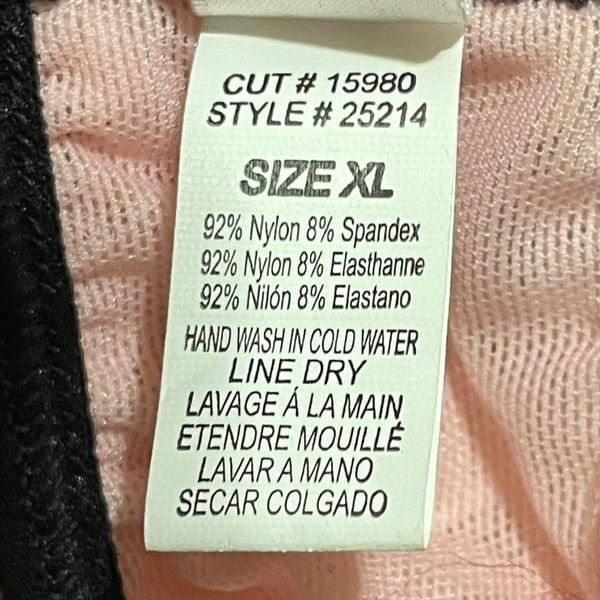 CUT # 15980
STYLE # 25214
SIZE XL
92% Nylon 8% Spandex
92% Nylon 8% Elasthanne
92% Nilón 8% Elastano
HAND WASH IN COLD WATER
LINE DRY
LAVAGE Á LA MAIN
ETENDRE MOUILLÉ
LAVAR A MANO
SECAR COLGADO